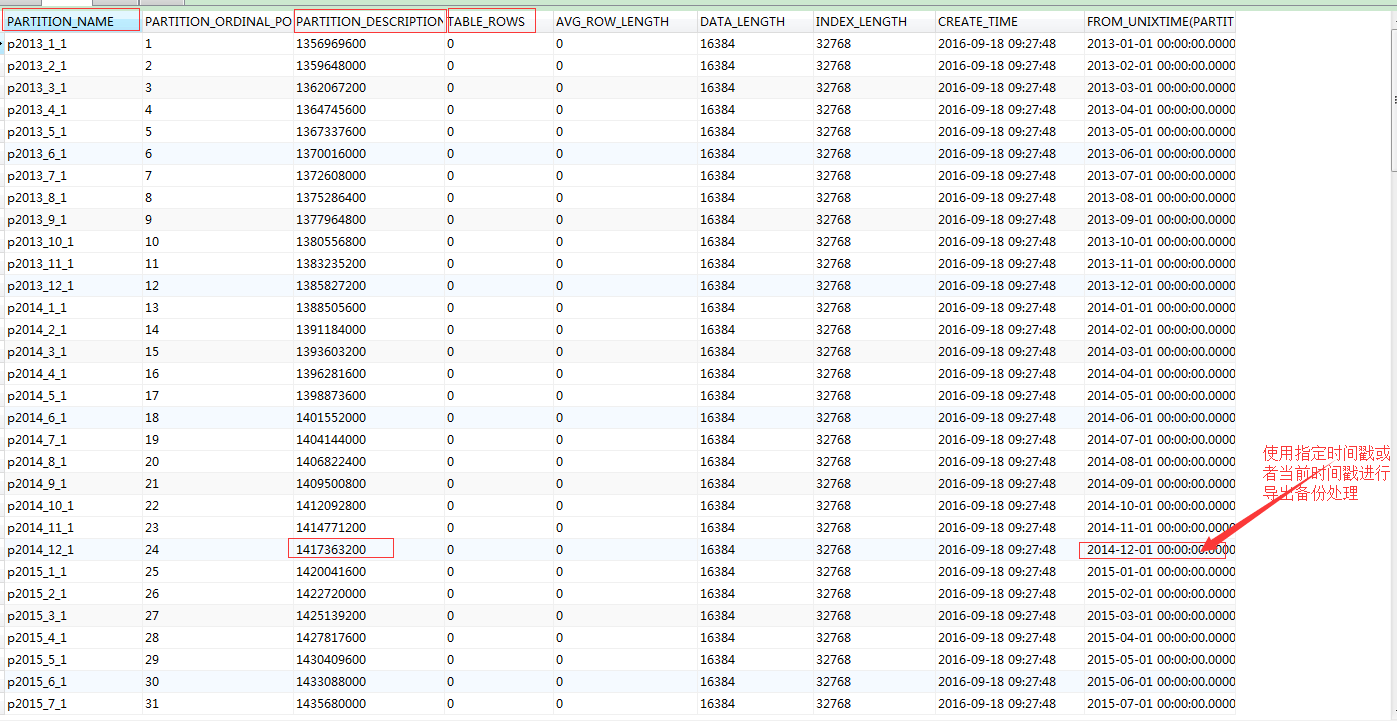 PARTITION_NAME PARTITION_ORDINAL_PO PARTITION_DESCRIPTION TABLE_ROWS AVG_ROW_LENGTH DATA_LENGTH INDEX_LENGTH CREATE_TIME FROM_UNIXTIME(PARTIT
p2013_1_1 1 1356969600 0 0 16384 32768 2016-09-18 09:27:48 2013-01-01 00:00:00.0000
p2013_2_1 2 1359648000 0 0 16384 32768 2016-09-18 09:27:48 2013-02-01 00:00:00.0000
p2013_3_1 3 1362067200 0 0 16384 32768 2016-09-18 09:27:48 2013-03-01 00:00:00.0000
p2013_4_1 4 1364745600 0 0 16384 32768 2016-09-18 09:27:48 2013-04-01 00:00:00.0000
p2013_5_1 5 1367337600 0 0 16384 32768 2016-09-18 09:27:48 2013-05-01 00:00:00.0000
p2013_6_1 6 1370016000 0 0 16384 32768 2016-09-18 09:27:48 2013-06-01 00:00:00.0000
p2013_7_1 7 1372608000 0 0 16384 32768 2016-09-18 09:27:48 2013-07-01 00:00:00.0000
p2013_8_1 8 1375286400 0 0 16384 32768 2016-09-18 09:27:48 2013-08-01 00:00:00.0000
p2013_9_1 9 1377964800 0 0 16384 32768 2016-09-18 09:27:48 2013-09-01 00:00:00.0000
p2013_10_1 10 1380556800 0 0 16384 32768 2016-09-18 09:27:48 2013-10-01 00:00:00.0000
p2013_11_1 11 1383235200 0 0 16384 32768 2016-09-18 09:27:48 2013-11-01 00:00:00.0000
p2013_12_1 12 1385827200 0 0 16384 32768 2016-09-18 09:27:48 2013-12-01 00:00:00.0000
p2014_1_1 13 1388505600 0 0 16384 32768 2016-09-18 09:27:48 2014-01-01 00:00:00.0000
p2014_2_1 14 1391184000 0 0 16384 32768 2016-09-18 09:27:48 2014-02-01 00:00:00.0000
p2014_3_1 15 1393603200 0 0 16384 32768 2016-09-18 09:27:48 2014-03-01 00:00:00.0000
p2014_4_1 16 1396281600 0 0 16384 32768 2016-09-18 09:27:48 2014-04-01 00:00:00.0000
p2014_5_1 17 1398873600 0 0 16384 32768 2016-09-18 09:27:48 2014-05-01 00:00:00.0000
p2014_6_1 18 1401552000 0 0 16384 32768 2016-09-18 09:27:48 2014-06-01 00:00:00.0000
p2014_7_1 19 1404144000 0 0 16384 32768 2016-09-18 09:27:48 2014-07-01 00:00:00.0000
p2014_8_1 20 1406822400 0 0 16384 32768 2016-09-18 09:27:48 2014-08-01 00:00:00.0000
p2014_9_1 21 1409500800 0 0 16384 32768 2016-09-18 09:27:48 2014-09-01 00:00:00.0000
p2014_10_1 22 1412092800 0 0 16384 32768 2016-09-18 09:27:48 2014-10-01 00:00:00.0000
p2014_11_1 23 1414771200 0 0 16384 32768 2016-09-18 09:27:48 2014-11-01 00:00:00.0000
p2014_12_1 24 1417363200 0 0 16384 32768 2016-09-18 09:27:48 2014-12-01 00:00:00.0000
p2015_1_1 25 1420041600 0 0 16384 32768 2016-09-18 09:27:48 2015-01-01 00:00:00.0000
p2015_2_1 26 1422720000 0 0 16384 32768 2016-09-18 09:27:48 2015-02-01 00:00:00.0000
p2015_3_1 27 1425139200 0 0 16384 32768 2016-09-18 09:27:48 2015-03-01 00:00:00.0000
p2015_4_1 28 1427817600 0 0 16384 32768 2016-09-18 09:27:48 2015-04-01 00:00:00.0000
p2015_5_1 29 1430409600 0 0 16384 32768 2016-09-18 09:27:48 2015-05-01 00:00:00.0000
p2015_6_1 30 1433088000 0 0 16384 32768 2016-09-18 09:27:48 2015-06-01 00:00:00.0000
p2015_7_1 31 1435680000 0 0 16384 32768 2016-09-18 09:27:48 2015-07-01 00:00:00.0000
使用指定时间戳或
者当前时间戳进行
导出备份处理